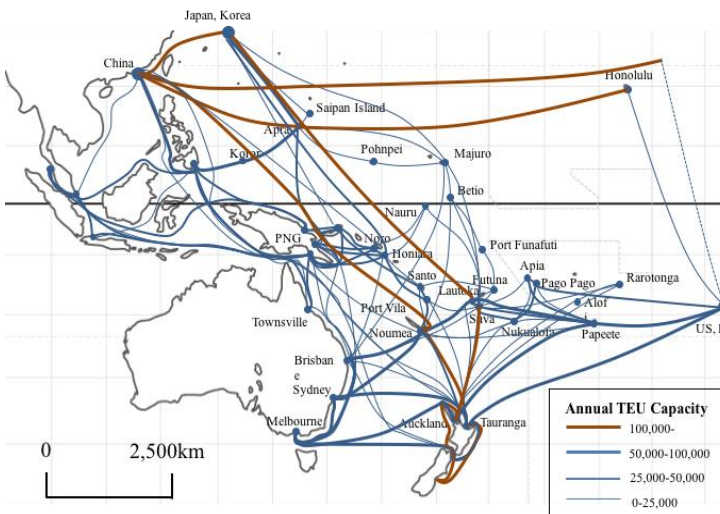 Japan, Korea
China
Honolulu
Saipan Island
Apra
Koror
Pohnpei
Majuro
Betio
Nauru
PNG
Noro
Honiara
Port Funafuti
Santo
Futuna
Apia
Pago Pago
Rarotonga
Lautoka
Alof
i
Port Vila
Suva
Townsville
Noumea
Nukualofa
Papeete
US,
Brisban
e
Sydney
Melbourne
Auckland
Tauranga
0
2,500km
Annual TEU Capacity
100,000-
50,000-100,000
25,000-50,000
0-25,000